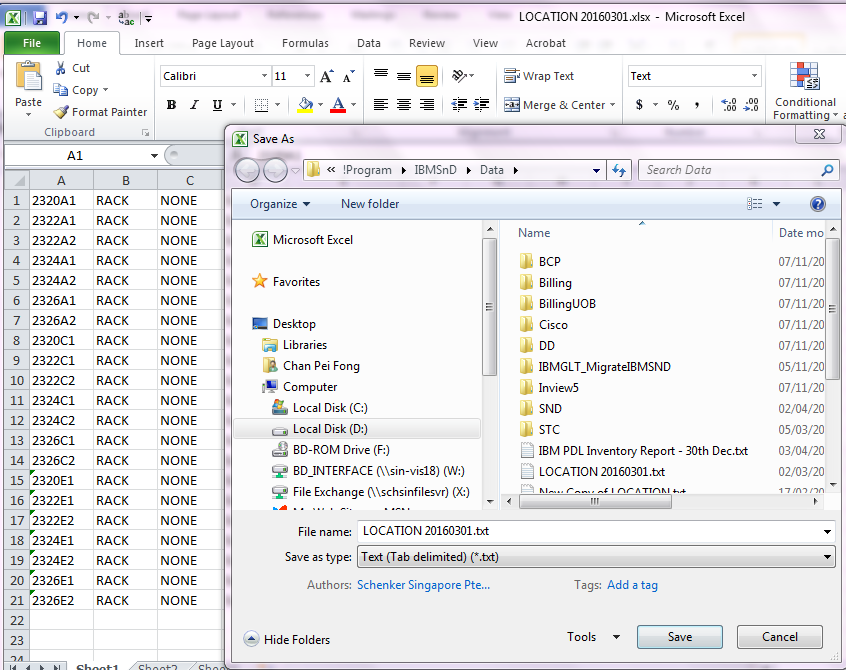 LOCATION 20160301.xlsx - Microsoft Excel
File Home Insert Page Layout Formulas Data Review View Acrobat
Paste Cut Calibri 11 A A Wrap Text Text Conditional Formatting
Copy
Format Painter B I U A Merge & Center $ % ,
Clipboard
A1
Save As
« !Program IBMSnD Data Search Data
Organize New folder
A B C
1 2320A1 RACK NONE
2 2322A1 RACK NONE
3 2322A2 RACK NONE
4 2324A1 RACK NONE
5 2324A2 RACK NONE
6 2326A1 RACK NONE
7 2326A2 RACK NONE
8 2320C1 RACK NONE
9 2322C1 RACK NONE
10 2322C2 RACK NONE
11 2324C1 RACK NONE
12 2324C2 RACK NONE
13 2326C1 RACK NONE
14 2326C2 RACK NONE
15 2320E1 RACK NONE
16 2322E1 RACK NONE
17 2322E2 RACK NONE
18 2324E1 RACK NONE
19 2324E2 RACK NONE
20 2326E1 RACK NONE
21 2326E2 RACK NONE
22
23
24
Sheet1 Sheet2
Microsoft Excel
Favorites
Desktop
Libraries
Chan Pei Fong
Computer
Local Disk (C:)
Local Disk (D:)
BD-ROM Drive (F:)
BD_INTERFACE (\\sin-vis18) (W:)
File Exchange (\\schsinfilesvr) (X:)
Name Date mo
BCP 07/11/20
Billing 07/11/20
BillingUOB 07/11/20
Cisco 07/11/20
DD 07/11/20
IBMGLT_MigrateIBMSND 05/11/20
Inview5 07/11/20
SND 02/04/20
STC 05/03/20
IBM PDL Inventory Report - 30th Dec.txt 03/04/20
LOCATION 20160301.txt 02/03/20
New Copy of LOCATION.txt 17/02/20
File name: LOCATION 20160301.txt
Save as type: Text (Tab delimited) (*.txt)
Authors: Schenker Singapore Pte... Tags: Add a tag
Hide Folders Tools Save Cancel